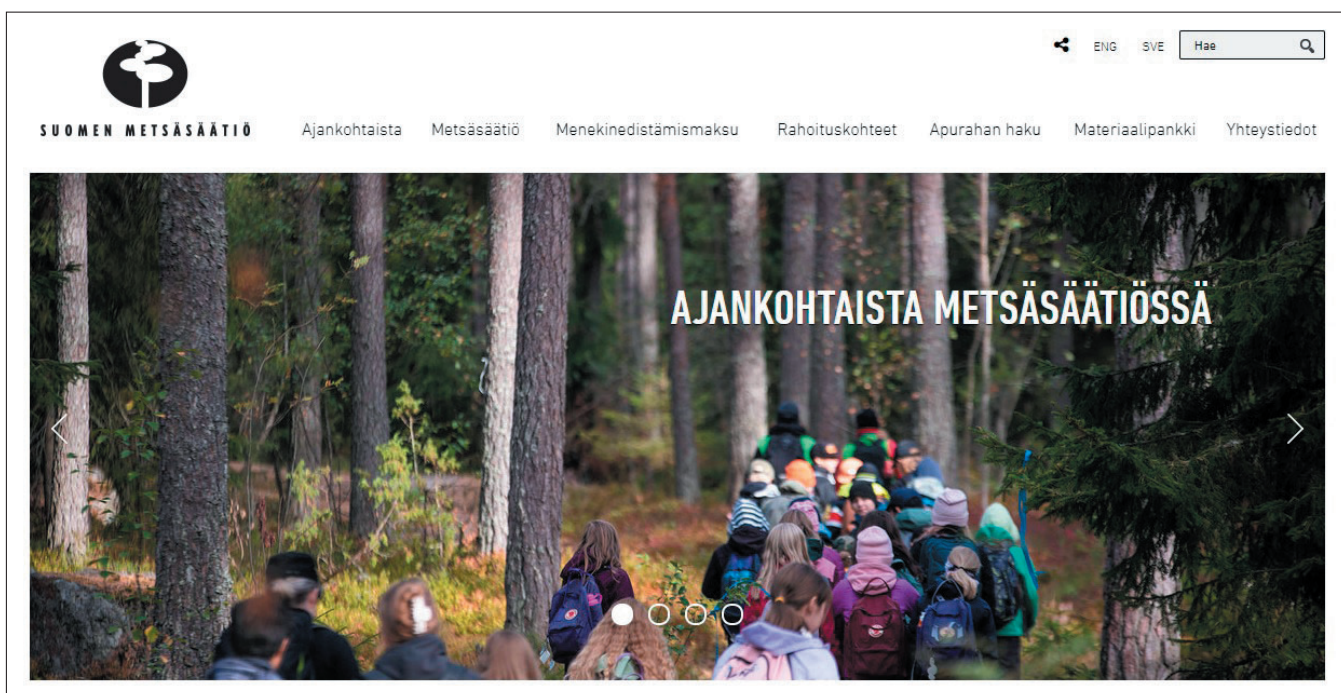 ENG SVE Hae
SUOMEN METSÄSÄÄTIÖ
Ajankohtaista Metsäsäätiö Menekinedistämismaksu Rahoituskohteet Apurahan haku Materiaalipankki Yhteystiedot
AJANKOHTAISTA METSÄSÄÄTIÖSSÄ